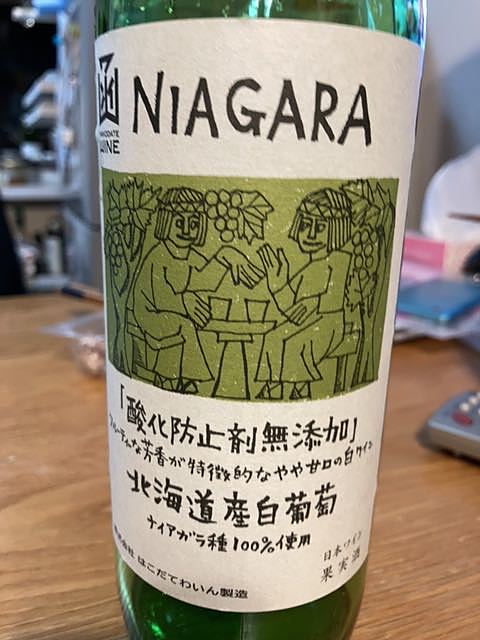 函
HAKODATE
WINE
NIAGARA
「酸化防止剤無添加」
フルーティな芳香が特徴的なやや甘口の白ワイン
北海道産白葡萄
ナイアガラ種100%使用
日本ワイン
果実酒
株式会社 はこだてわいん製造